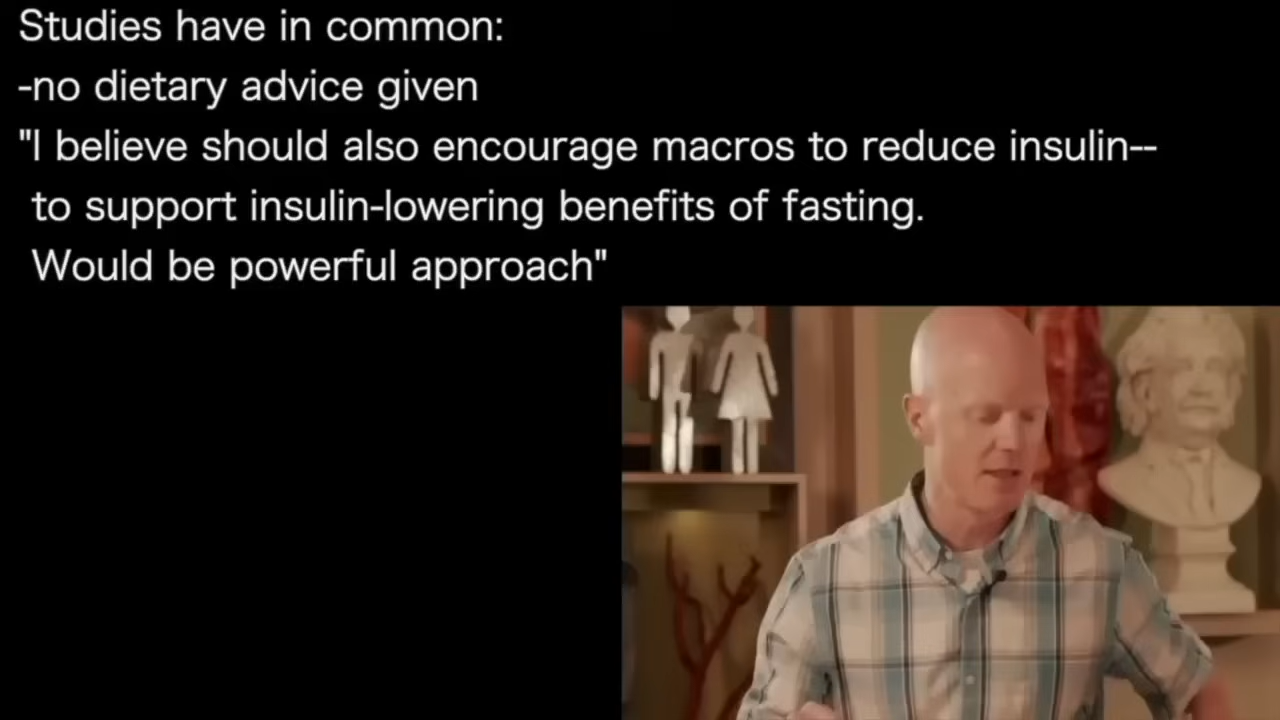 Studies have in common:
-no dietary advice given
"I believe should also encourage macros to reduce insulin--
to support insulin-lowering benefits of fasting.
Would be powerful approach"